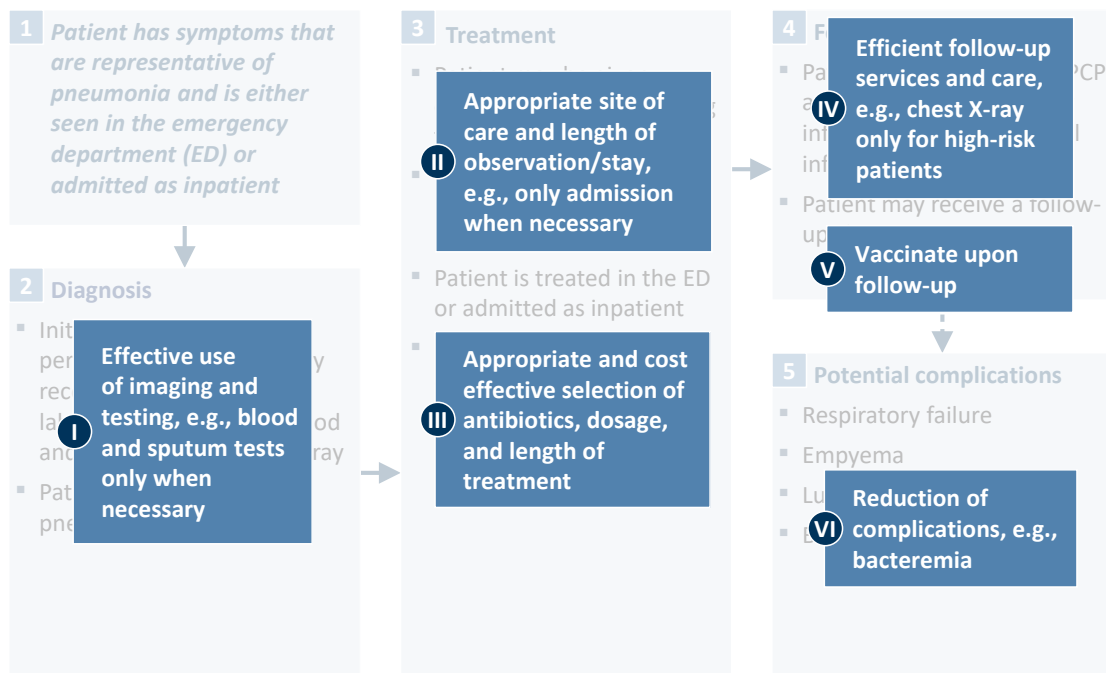 1
Patient has symptoms that
are representative of
pneumonia and is either
seen in the emergency
department (ED) or
admitted as inpatient
2
Diagnosis
I
Effective use
of imaging and
testing, e.g., blood
and sputum tests
only when
necessary
3
Treatment
II
Appropriate site of
care and length of
observation/stay,
e.g., only admission
when necessary
Patient is treated in the ED
or admitted as inpatient
III
Appropriate and cost
effective selection of
antibiotics, dosage,
and length of
treatment
4
PCP
IV
Efficient follow-up
services and care,
e.g., chest X-ray
only for high-risk
patients
Patient may receive a follow-
up
V
Vaccinate upon
follow-up
5
Potential complications
Respiratory failure
Empyema
VI
Reduction of
complications, e.g.,
bacteremia